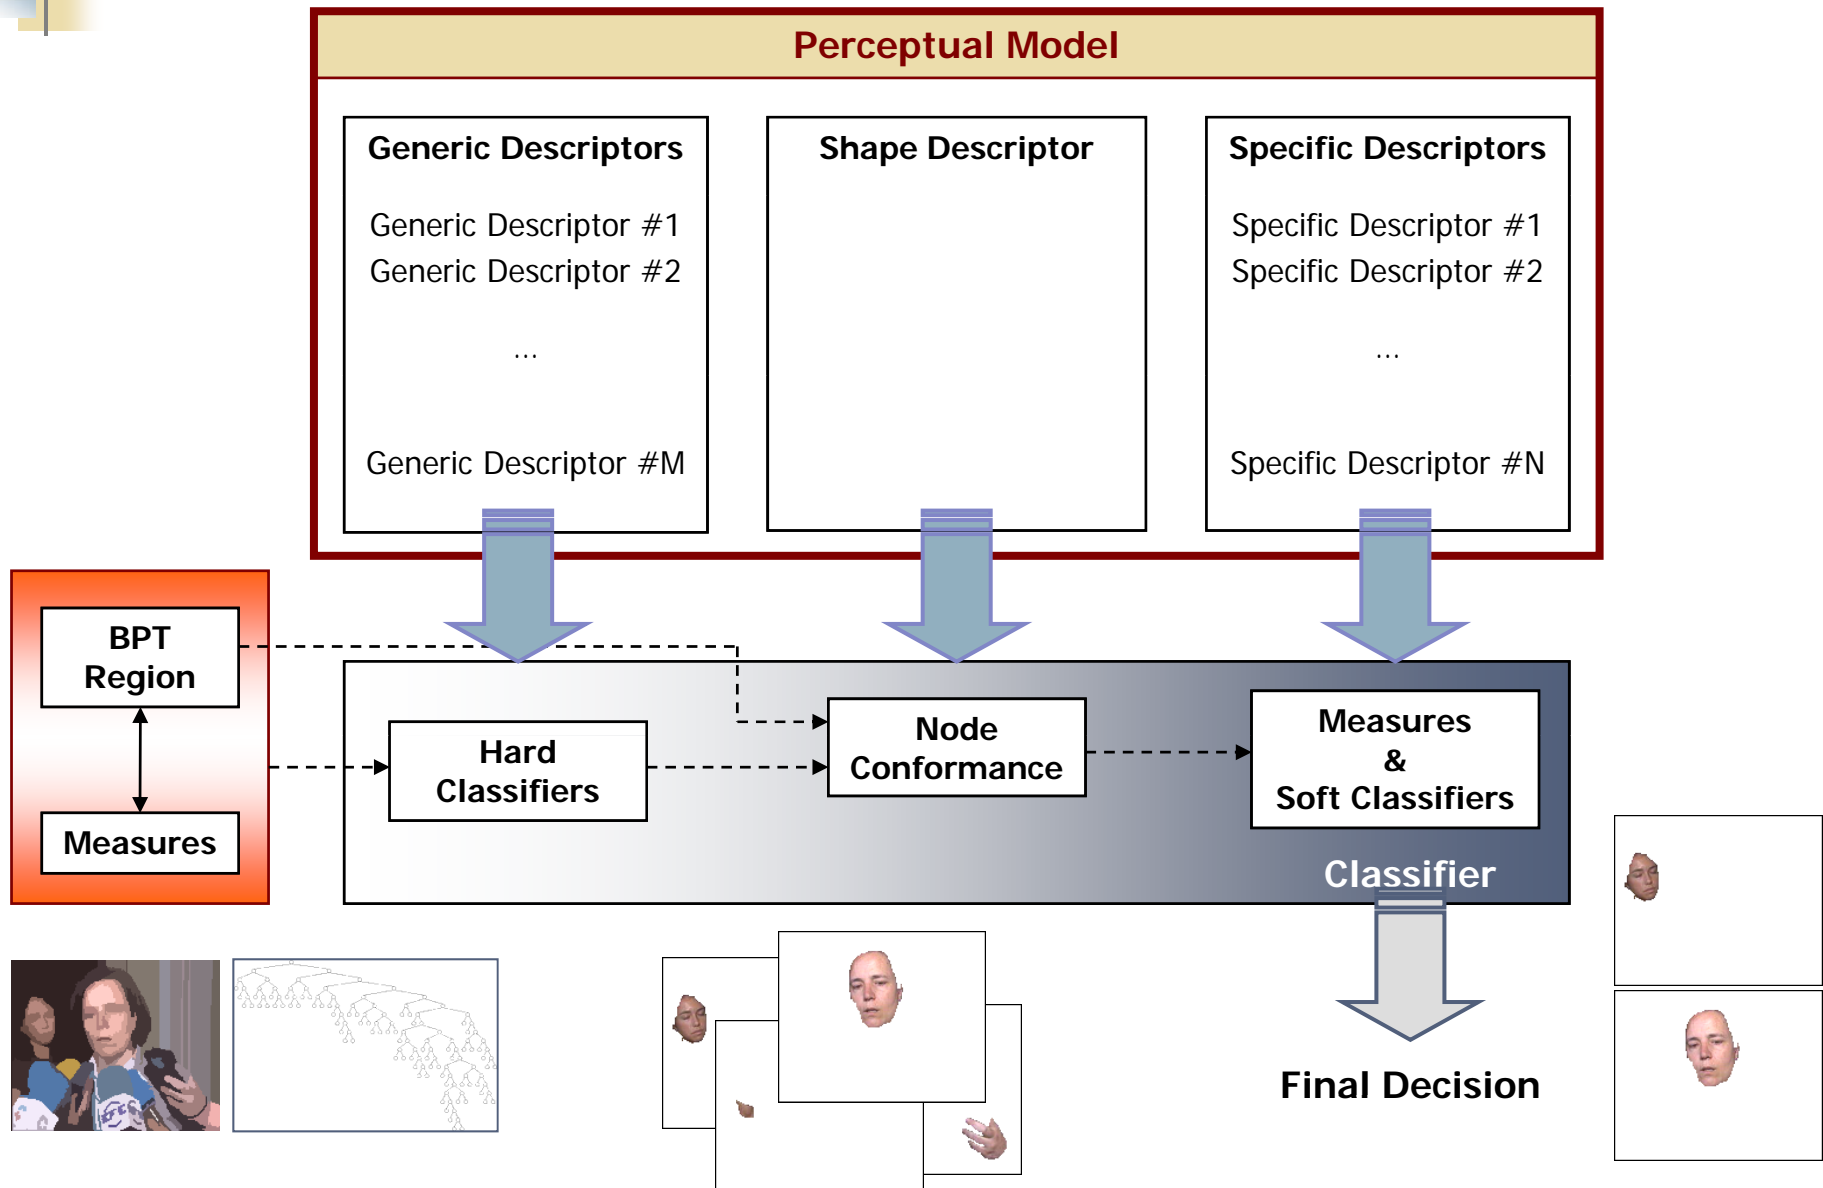 Perceptual Model
Generic Descriptors
Generic Descriptor #1
Generic Descriptor #2
...
Generic Descriptor #M
Shape Descriptor
Specific Descriptors
Specific Descriptor #1
Specific Descriptor #2
...
Specific Descriptor #N
BPT
Region
Measures
Hard
Classifiers
Node
Conformance
Measures
&
Soft Classifiers
Classifier
Final Decision